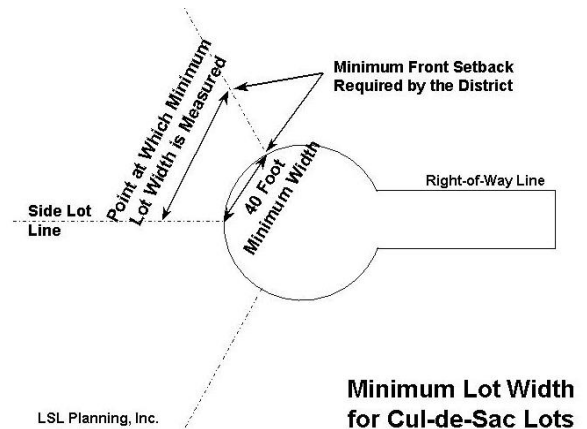 Point at Which Minimum
Lot Width is Measured
Minimum Front Setback
Required by the District
40 Foot
Minimum Width
Right-of-Way Line
Side Lot
Line
Minimum Lot Width
for Cul-de-Sac Lots
LSL Planning, Inc.